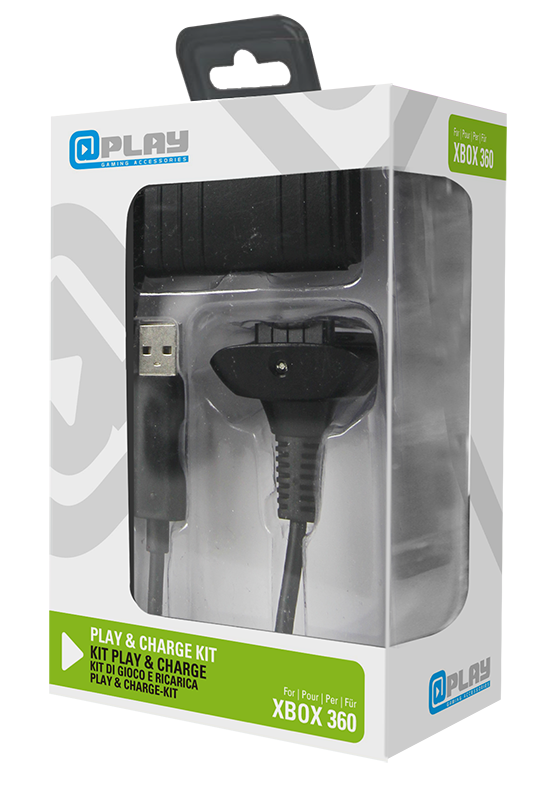 @PLAY
GAMING ACCESSORIES
For | Pour | Per | Für
XBOX 360
PLAY & CHARGE KIT
KIT PLAY & CHARGE
KIT DI GIOCO E RICARICA
PLAY & CHARGE-KIT
For | Pour | Per | Für
XBOX 360
@PLAY
GAMING ACCESSORIES